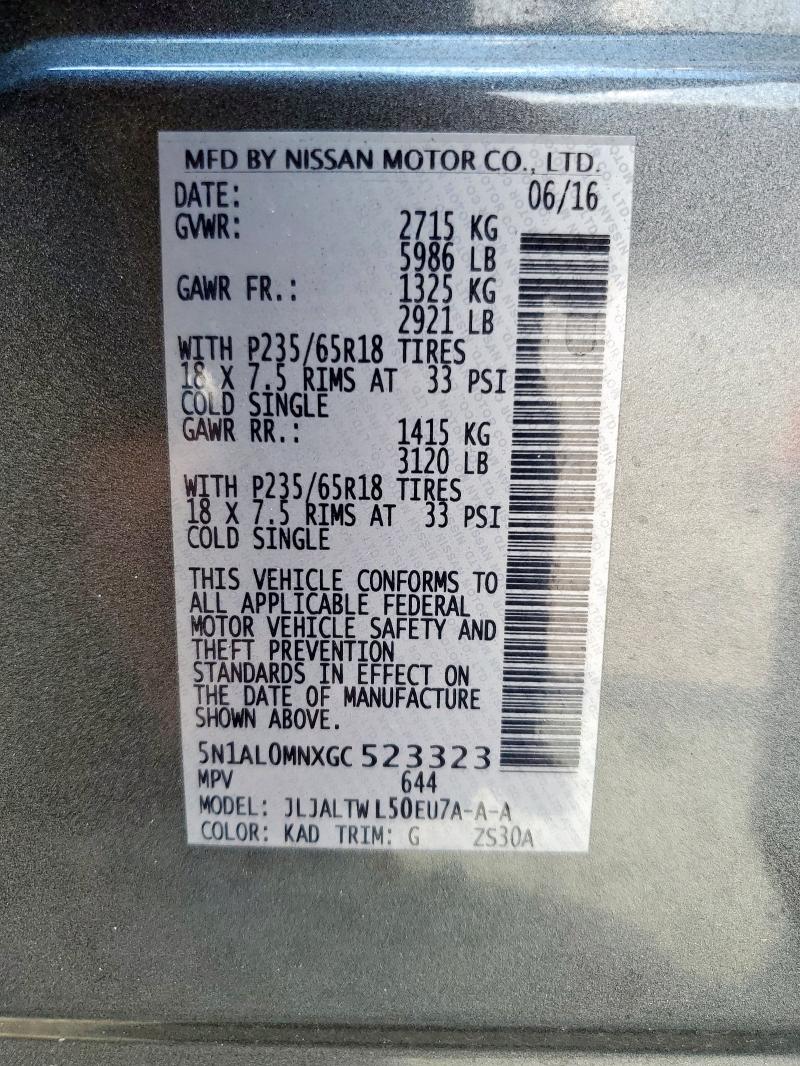 MFD BY NISSAN MOTOR CO., LTD.
DATE: 06/16
GVWR: 2715 KG
5986 LB
GAWR FR.: 1325 KG
2921 LB
WITH P235/65R18 TIRES
18 X 7.5 RIMS AT 33 PSI
COLD SINGLE
GAWR RR.: 1415 KG
3120 LB
WITH P235/65R18 TIRES
18 X 7.5 RIMS AT 33 PSI
COLD SINGLE
THIS VEHICLE CONFORMS TO
ALL APPLICABLE FEDERAL
MOTOR VEHICLE SAFETY AND
THEFT PREVENTION
STANDARDS IN EFFECT ON
THE DATE OF MANUFACTURE
SHOWN ABOVE.
5N1AL0MNXGC 523323
MPV 644
MODEL: JLJALTWL50EU7A-A-A
COLOR: KAD TRIM: G ZS30A